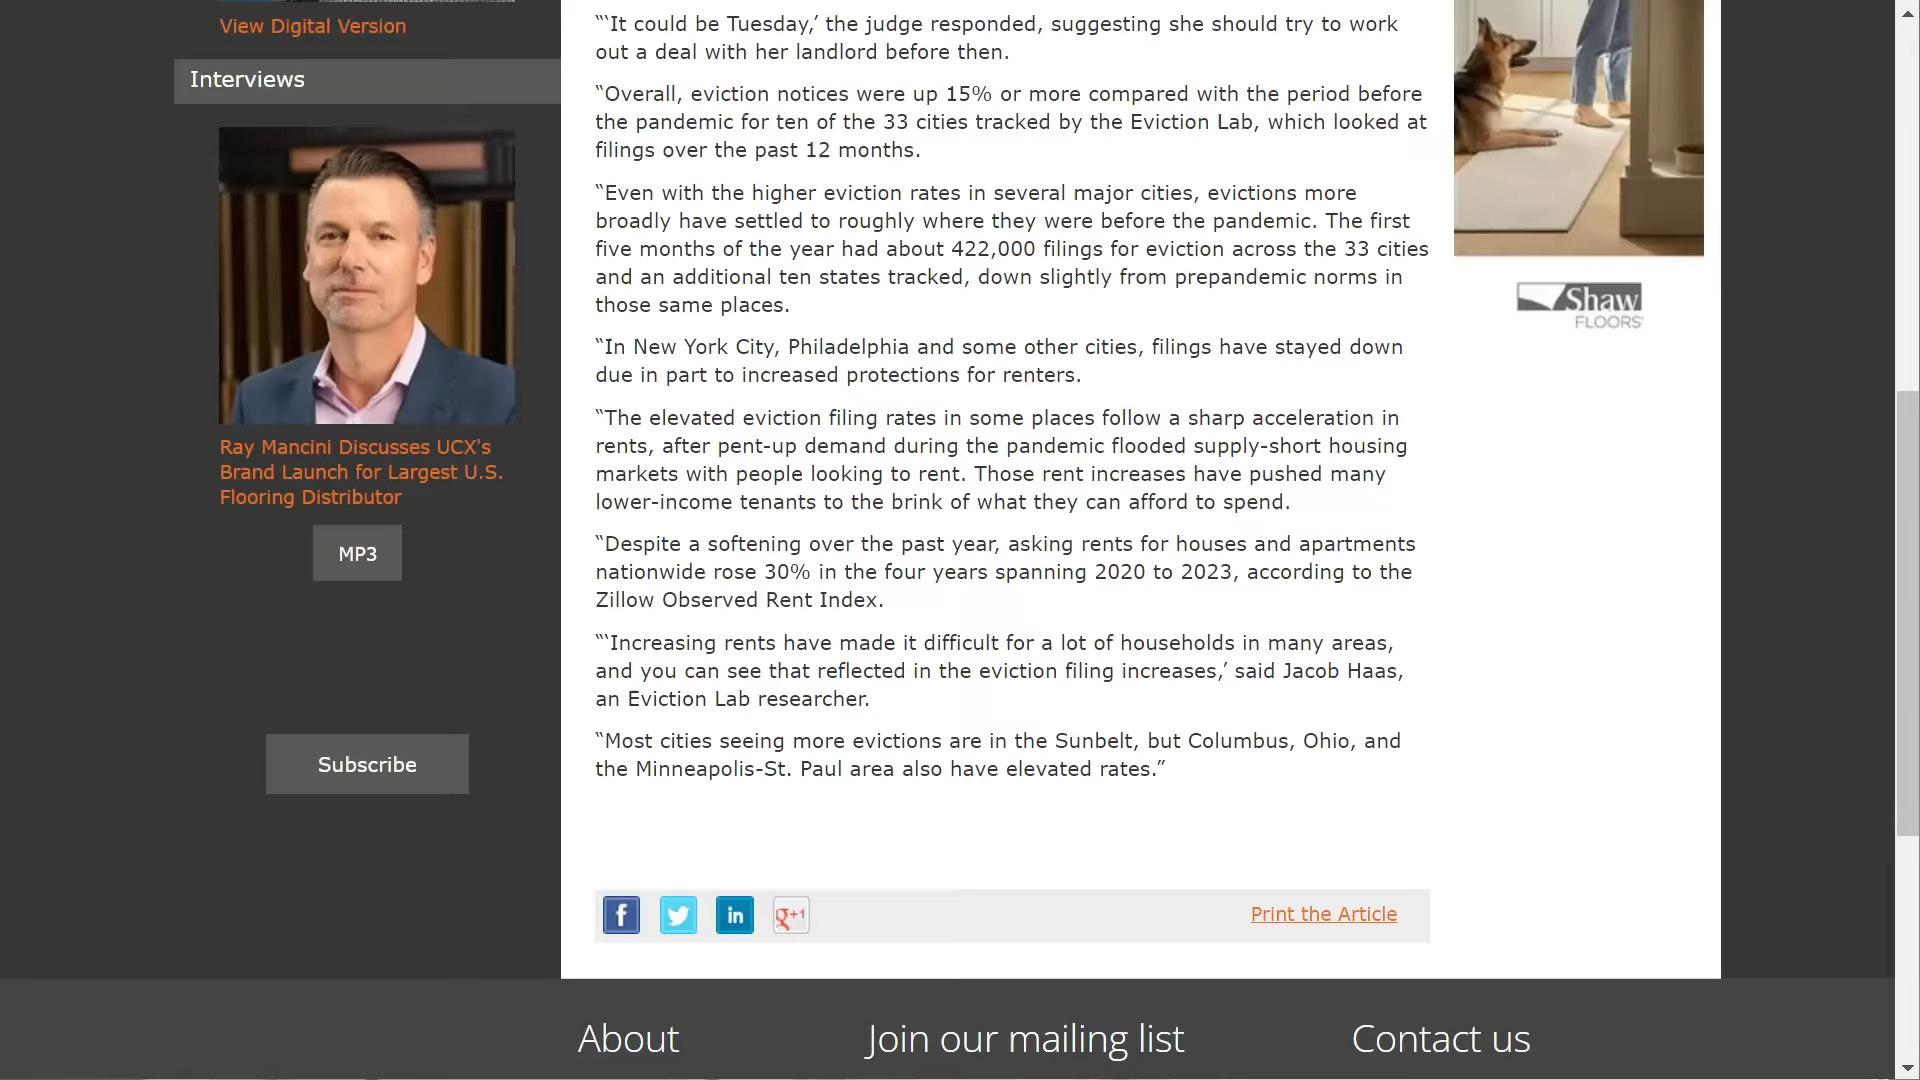 View Digital Version
Interviews
Ray Mancini Discusses UCX's
Brand Launch for Largest U.S.
Flooring Distributor
MP3
Subscribe
“‘It could be Tuesday,’ the judge responded, suggesting she should try to work
out a deal with her landlord before then.
“Overall, eviction notices were up 15% or more compared with the period before
the pandemic for ten of the 33 cities tracked by the Eviction Lab, which looked at
filings over the past 12 months.
“Even with the higher eviction rates in several major cities, evictions more
broadly have settled to roughly where they were before the pandemic. The first
five months of the year had about 422,000 filings for eviction across the 33 cities
and an additional ten states tracked, down slightly from prepandemic norms in
those same places.
“In New York City, Philadelphia and some other cities, filings have stayed down
due in part to increased protections for renters.
“The elevated eviction filing rates in some places follow a sharp acceleration in
rents, after pent-up demand during the pandemic flooded supply-short housing
markets with people looking to rent. Those rent increases have pushed many
lower-income tenants to the brink of what they can afford to spend.
“Despite a softening over the past year, asking rents for houses and apartments
nationwide rose 30% in the four years spanning 2020 to 2023, according to the
Zillow Observed Rent Index.
“‘Increasing rents have made it difficult for a lot of households in many areas,
and you can see that reflected in the eviction filing increases,’ said Jacob Haas,
an Eviction Lab researcher.
“Most cities seeing more evictions are in the Sunbelt, but Columbus, Ohio, and
the Minneapolis-St. Paul area also have elevated rates.”
f
in
g+1
Print the Article
Shaw
FLOORS
About
Join our mailing list
Contact us